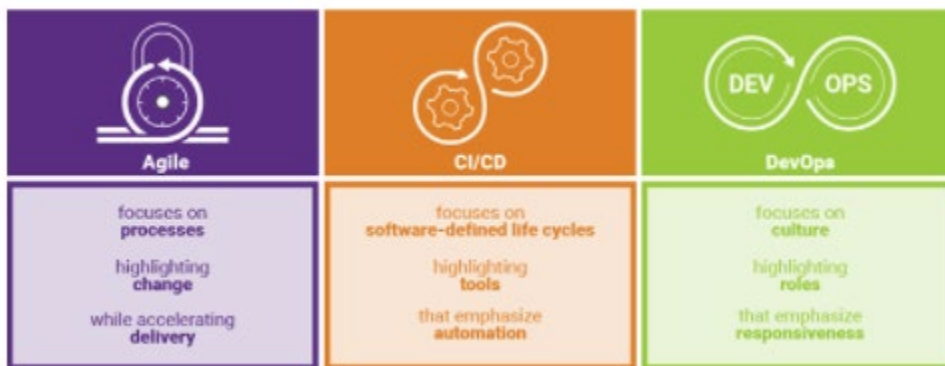 DEV OPS
Agile
CI/CD
DevOps
focuses on
processes
highlighting
change
while accelerating
delivery
focuses on
software-defined life cycles
highlighting
tools
that emphasize
automation
focuses on
culture
highlighting
roles
that emphasize
responsiveness